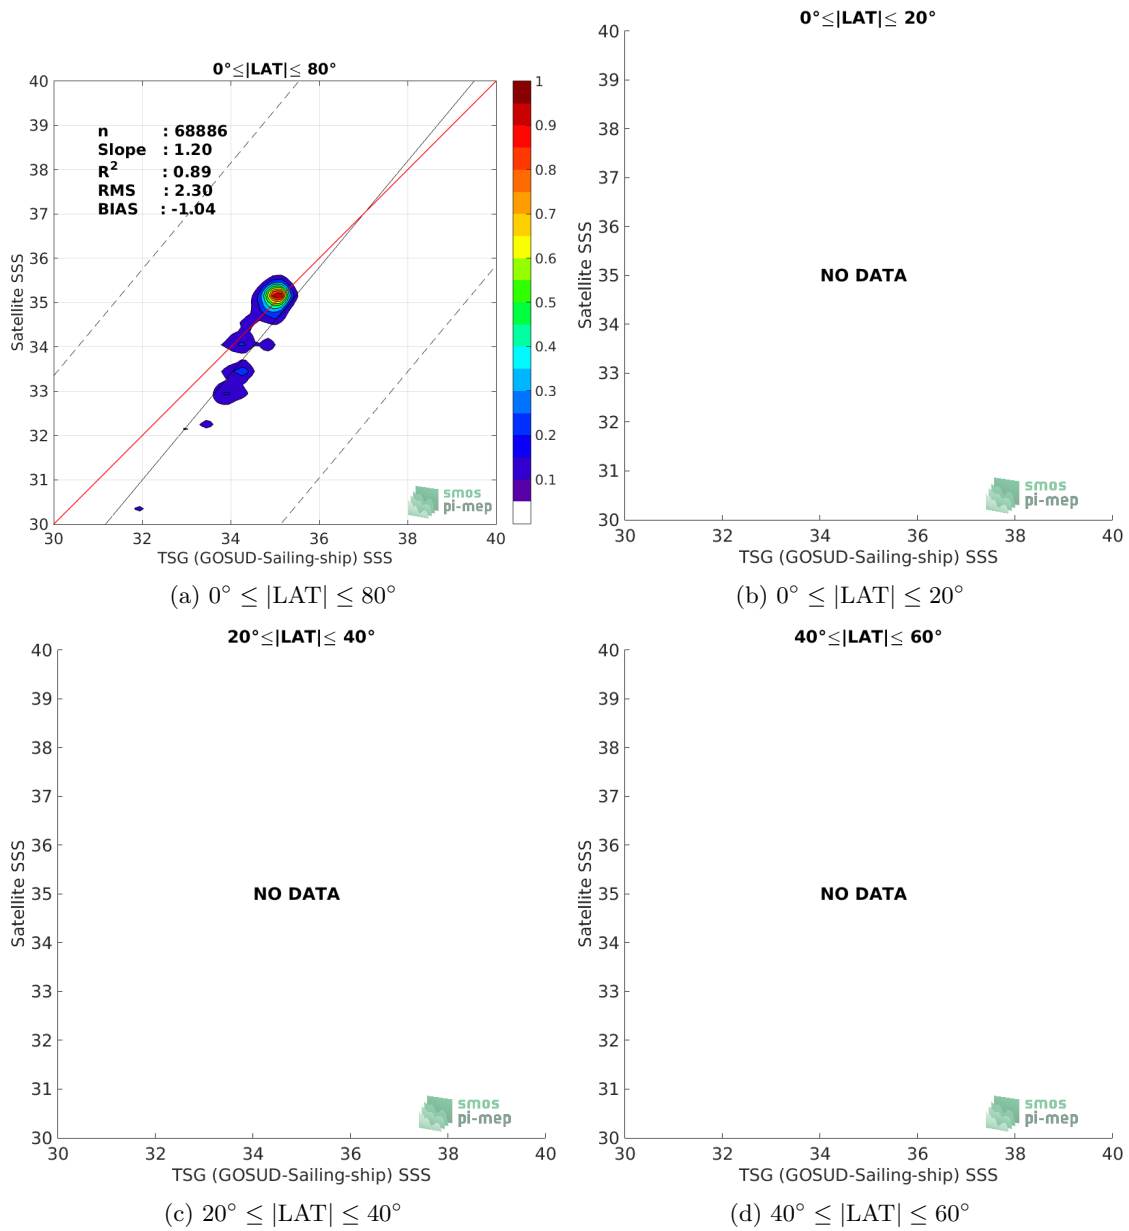 0°≤|LAT|≤ 80°
40
39
38
37
36
35
34
33
32
31
30
Satellite SSS
n : 68886
Slope : 1.20
R² : 0.89
RMS : 2.30
BIAS : -1.04
1
0.9
0.8
0.7
0.6
0.5
0.4
0.3
0.2
0.1
smos
pi-mep
30 32 34 36 38 40
TSG (GOSUD-Sailing-ship) SSS
(a) 0° ≤ |LAT| ≤ 80°
0°≤|LAT|≤ 20°
40
39
38
37
36
35
34
33
32
31
30
Satellite SSS
NO DATA
smos
pi-mep
30 32 34 36 38 40
TSG (GOSUD-Sailing-ship) SSS
(b) 0° ≤ |LAT| ≤ 20°
20°≤|LAT|≤ 40°
40
39
38
37
36
35
34
33
32
31
30
Satellite SSS
NO DATA
smos
pi-mep
30 32 34 36 38 40
TSG (GOSUD-Sailing-ship) SSS
(c) 20° ≤ |LAT| ≤ 40°
40°≤|LAT|≤ 60°
40
39
38
37
36
35
34
33
32
31
30
Satellite SSS
NO DATA
smos
pi-mep
30 32 34 36 38 40
TSG (GOSUD-Sailing-ship) SSS
(d) 40° ≤ |LAT| ≤ 60°